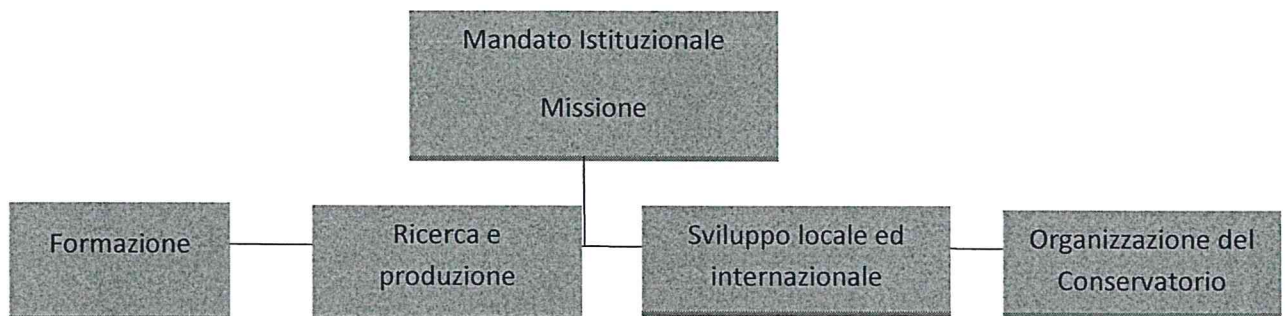 Mandato Istituzionale
Missione
Formazione
Ricerca e
produzione
Sviluppo locale ed
internazionale
Organizzazione del
Conservatorio